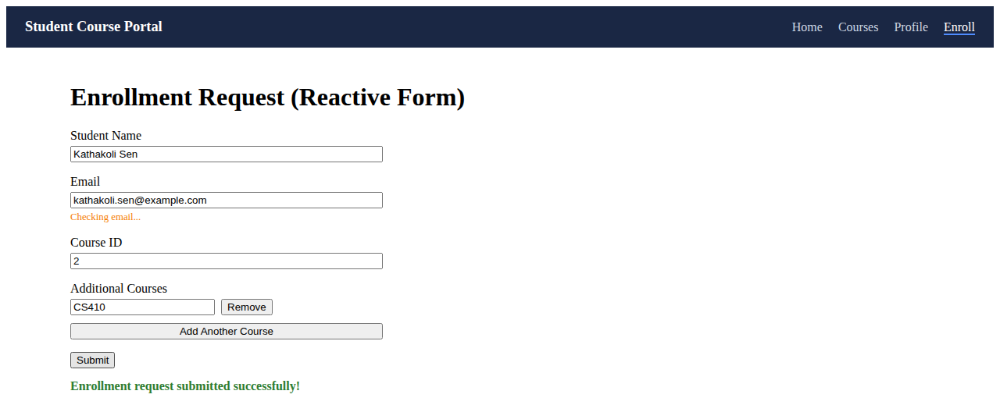 Student Course Portal
Home Courses Profile Enroll
Enrollment Request (Reactive Form)
Student Name
Kathakoli Sen
Email
kathakoli.sen@example.com
Checking email...
Course ID
2
Additional Courses
CS410 Remove
Add Another Course
Submit
Enrollment request submitted successfully!